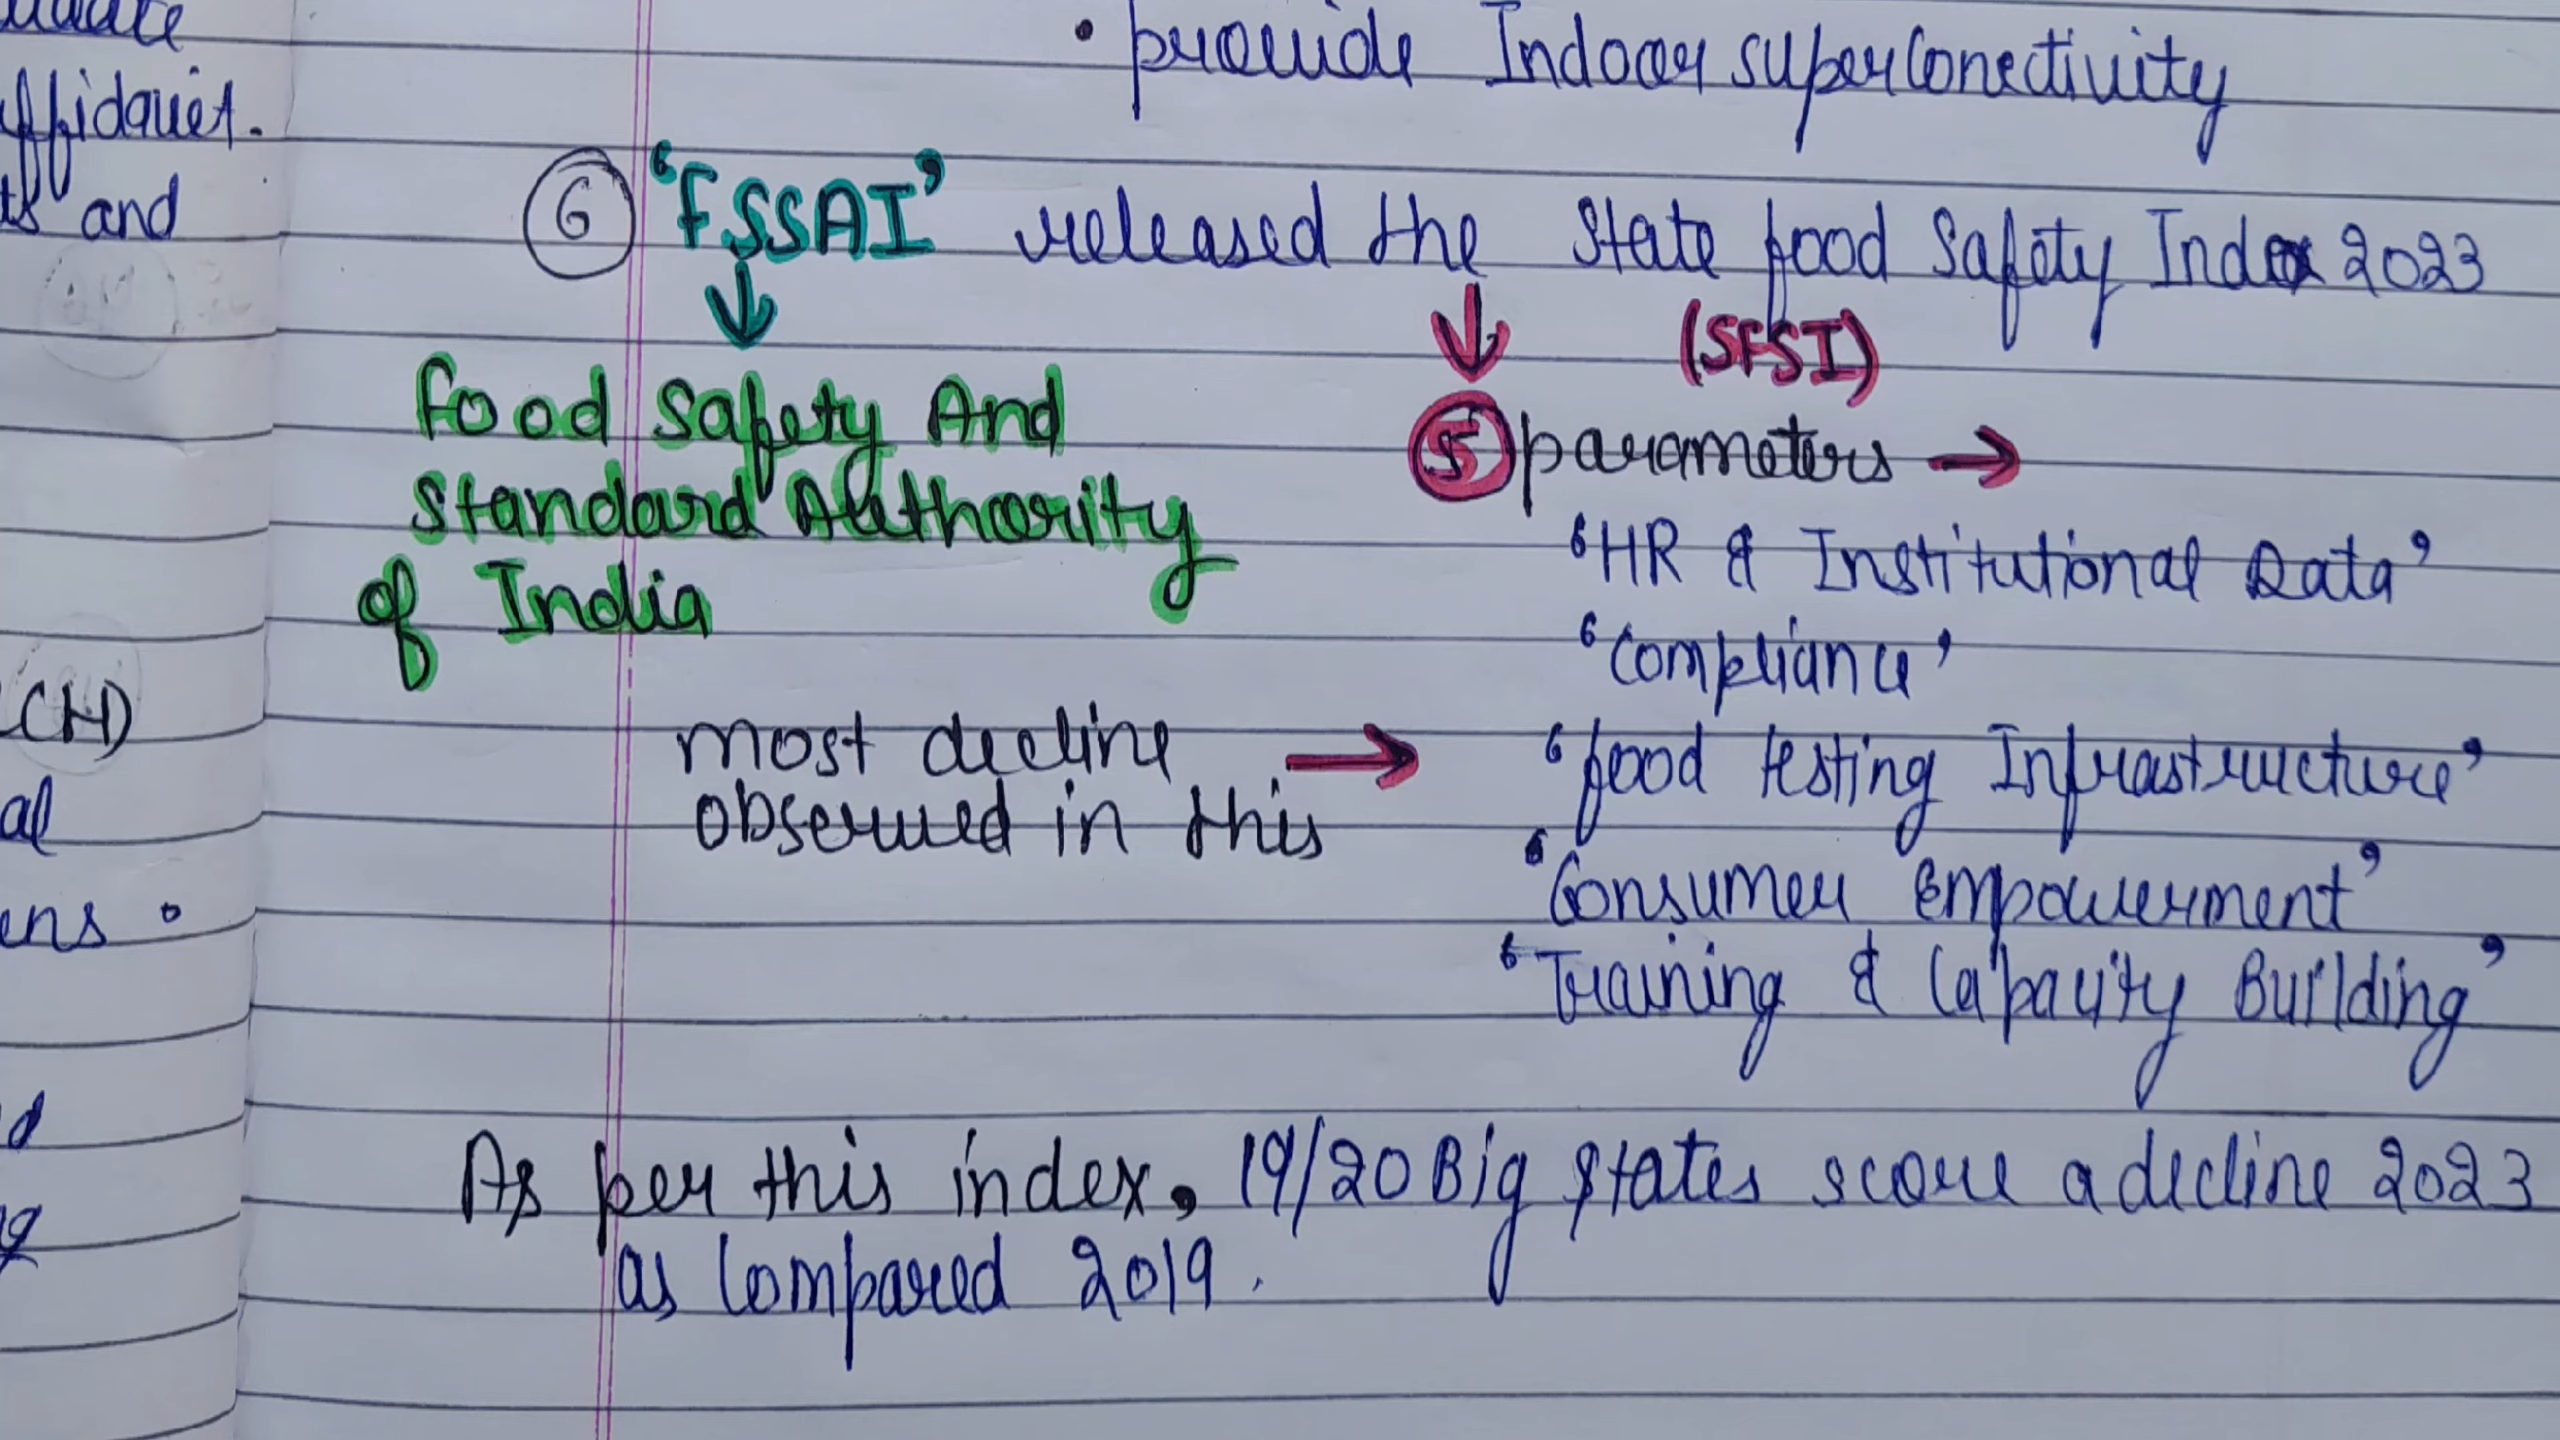 • provide Indoor superconectivity
and
⑥ 'FSSAI' released the State food Safety Index 2023
(SFSI)
Food Safety And
Standard Authority
of India
⑤ parameters →
'HR & Institutional Data'
'Compliance'
most decline
observed in this → 'food testing Infrastructure'
'Consumer Empowerment'
'Training & Capacity Building'
As per this index, 19/20 Big states score a decline 2023
as compared 2019.